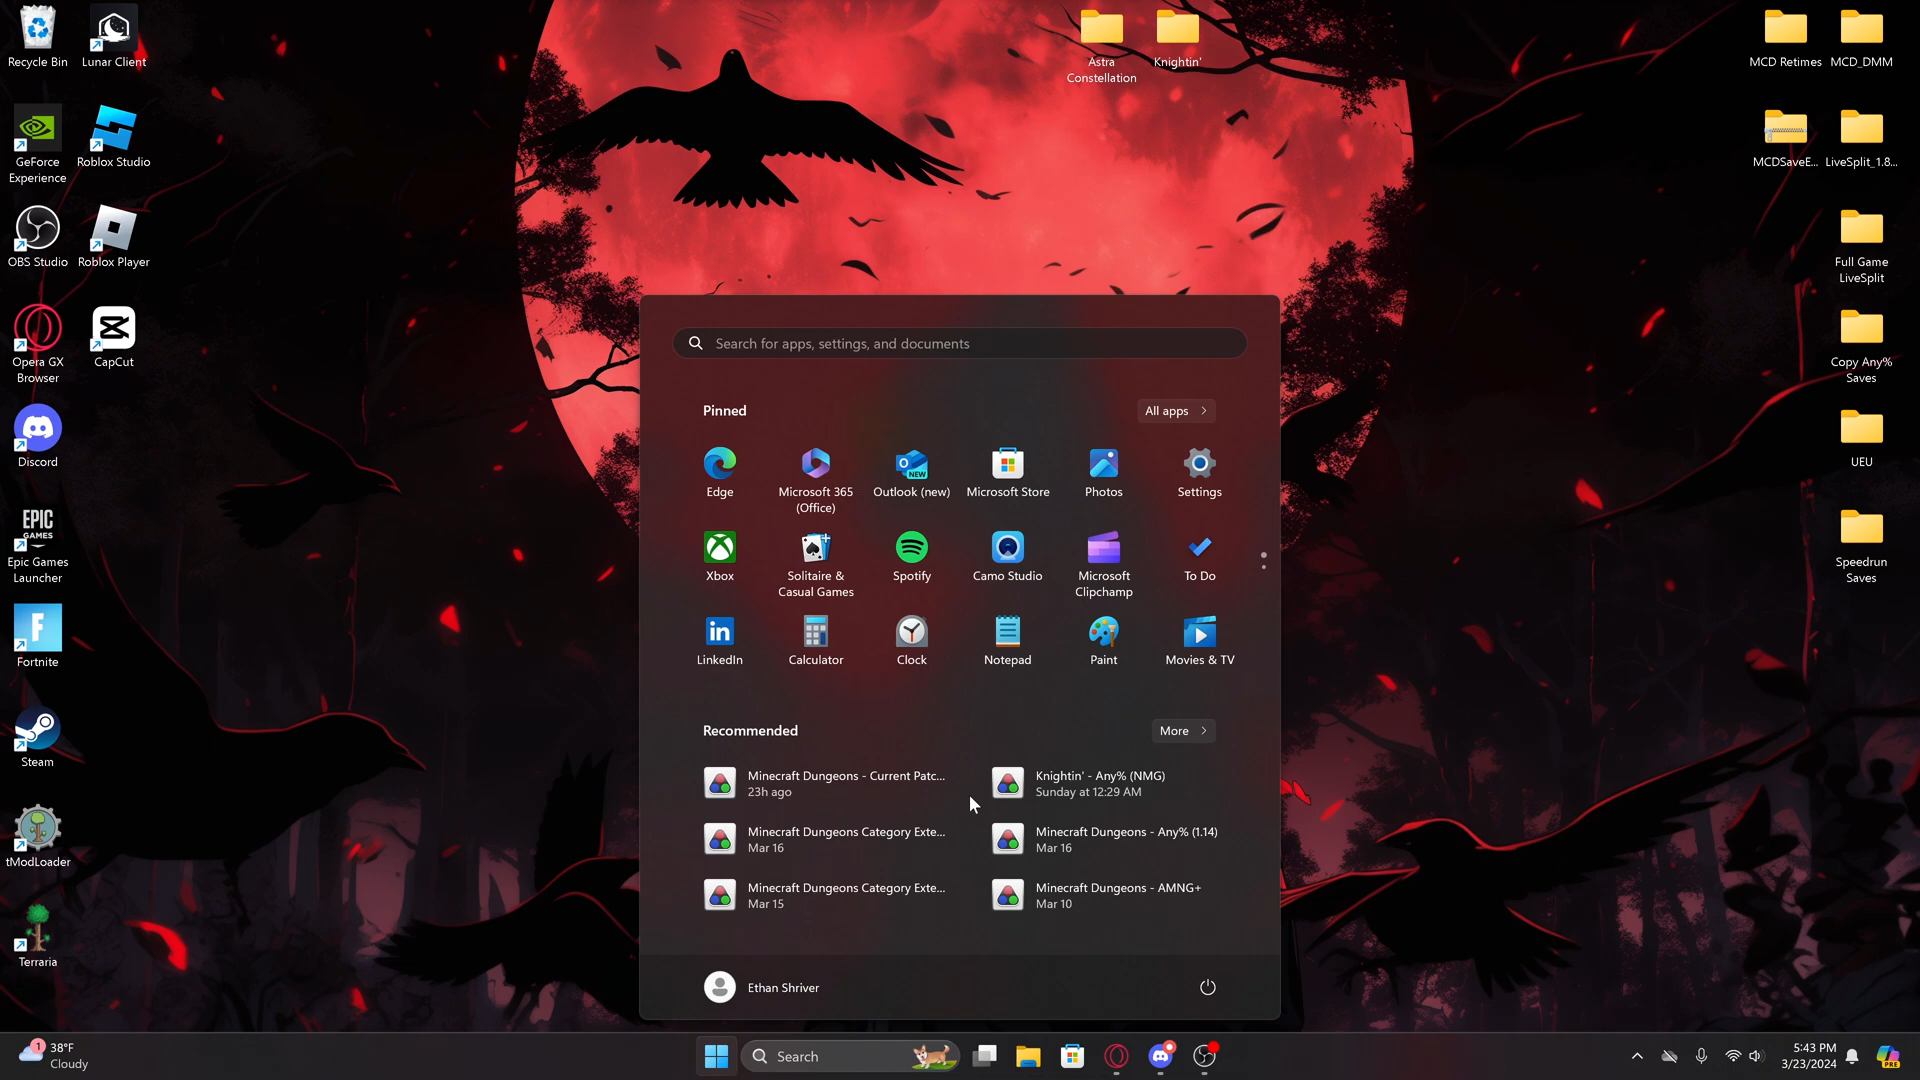 Recycle Bin
Lunar Client
GeForce
Experience
Roblox Studio
OBS Studio
Roblox Player
Opera GX
Browser
CapCut
Discord
EPIC
GAMES
Epic Games
Launcher
Fortnite
Steam
tModLoader
Terraria
Astra
Constellation
Knightin'
MCD Retimes
MCD_DMM
MCDSaveE...
LiveSplit_1.8...
Full Game
LiveSplit
Copy Any%
Saves
UEU
Speedrun
Saves
Search for apps, settings, and documents
Pinned
All apps
Edge
Microsoft 365
(Office)
NEW
Outlook (new)
Microsoft Store
Photos
Settings
Xbox
Solitaire &
Casual Games
Spotify
Camo Studio
Microsoft
Clipchamp
To Do
in
LinkedIn
Calculator
Clock
Notepad
Paint
Movies & TV
Recommended
More
Minecraft Dungeons - Current Patc...
23h ago
Knightin' - Any% (NMG)
Sunday at 12:29 AM
Minecraft Dungeons Category Exte...
Mar 16
Minecraft Dungeons - Any% (1.14)
Mar 16
Minecraft Dungeons Category Exte...
Mar 15
Minecraft Dungeons - AMNG+
Mar 10
Ethan Shriver
1
38°F
Cloudy
Search
5:43 PM
3/23/2024
PRE